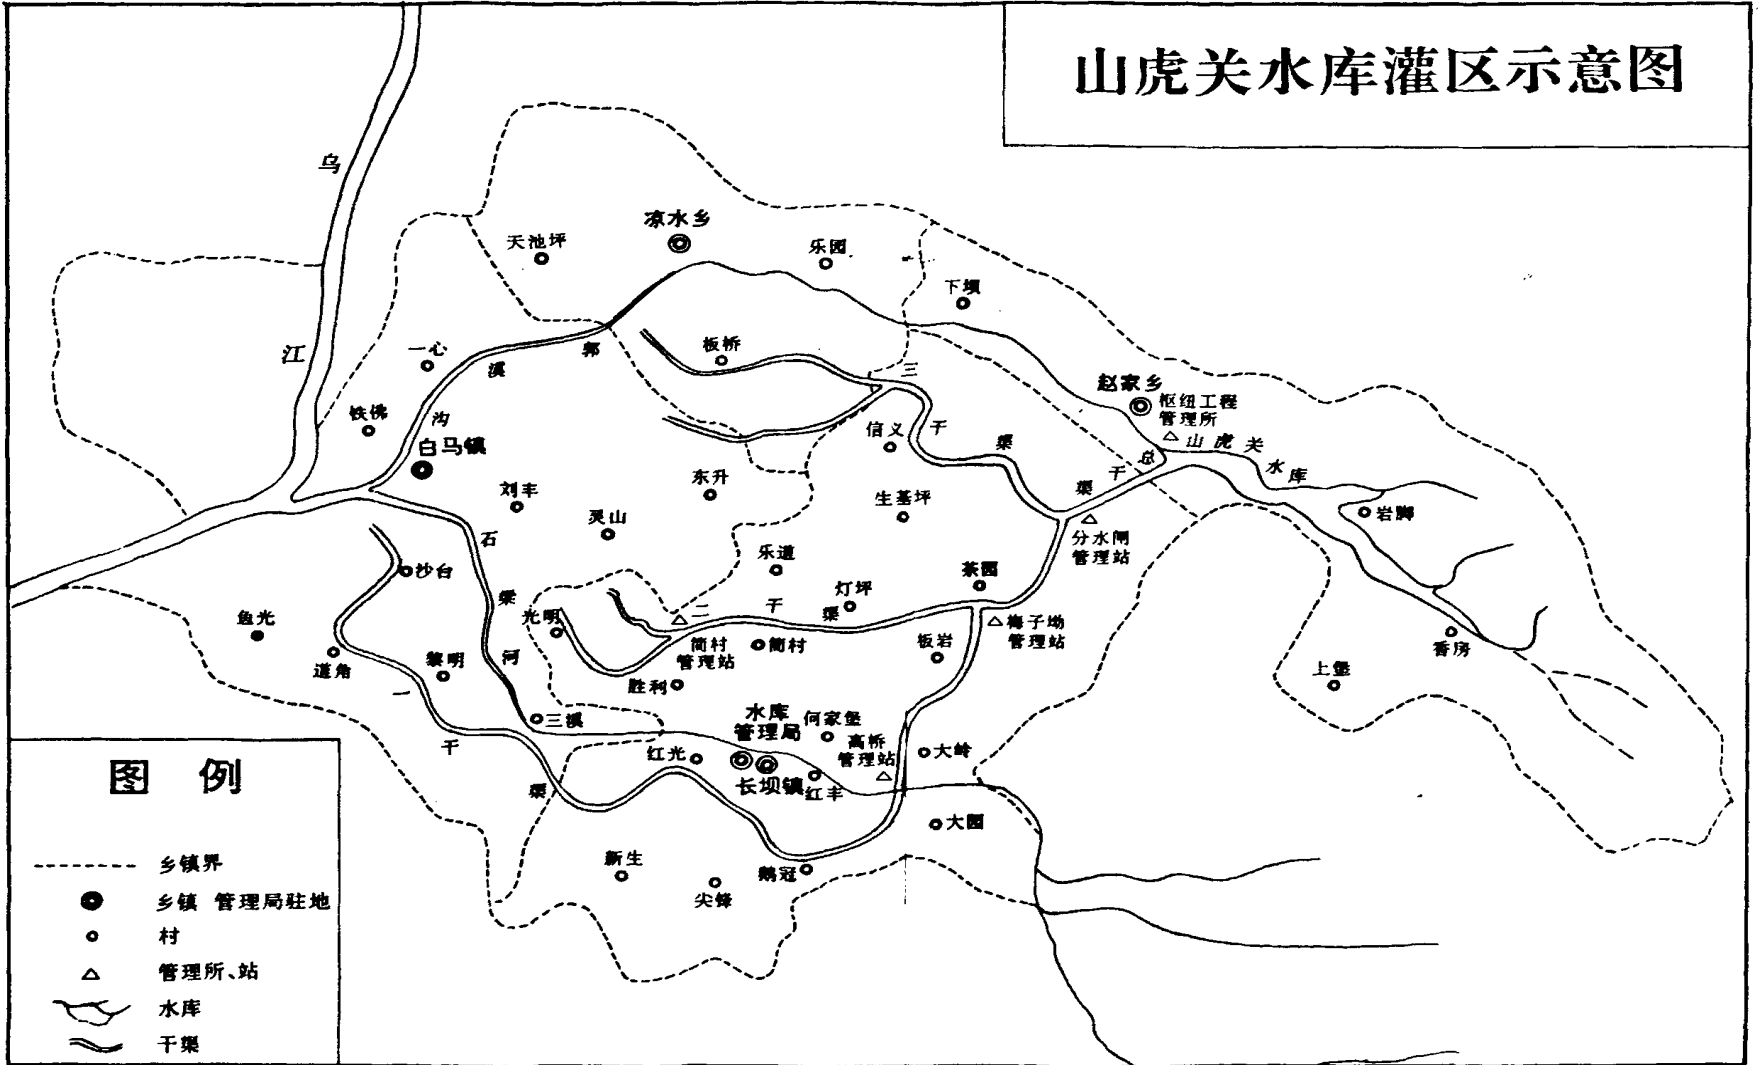 山虎关水库灌区示意图
乌
江
天池坪
凉水乡
乐园
下坝
一心
溪
郭
板桥
三
赵家乡
枢纽工程
管理所
铁佛
沟
白马镇
信义
干
渠
总
干
渠
山虎关
水库
刘丰
东升
生基坪
岩脚
灵山
石
分水闸
管理站
沙台
乐道
茶园
鱼光
梁
光明
二
干
渠
灯坪
梅子坳
管理站
简村
管理站
简村
板岩
香房
道角
黎明
河
胜利
上堡
一
三溪
水库
管理局
何家堡
干
红光
高桥
管理站
大岭
渠
长坝镇
红丰
大园
新生
尖锋
鹅冠
图例
乡镇界
乡镇 管理局驻地
村
管理所、站
水库
干渠